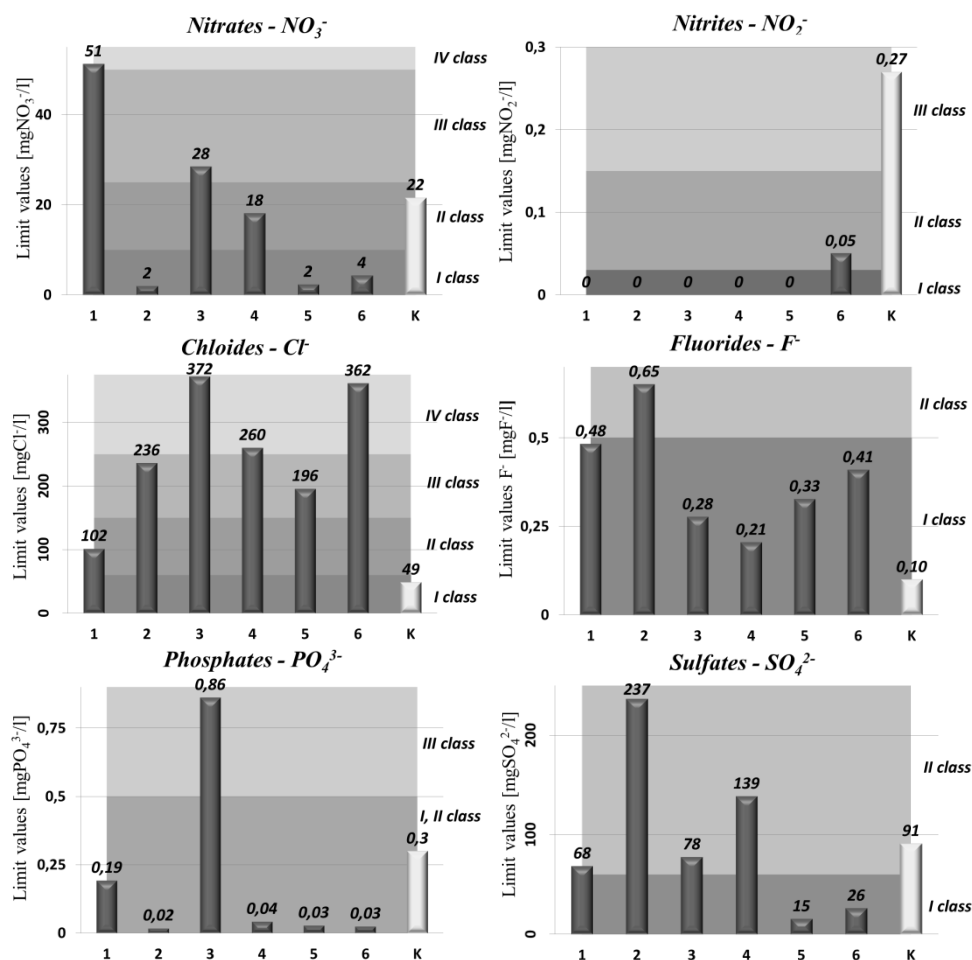 Nitrates - NO₃⁻
Limit values [mgNO₃⁻/l]
40
20
0
51
2
28
18
2
4
22
IV class
III class
II class
I class
1 2 3 4 5 6 K
Nitrites - NO₂⁻
Limit values [mgNO₂⁻/l]
0,3
0,2
0,1
0
0 0 0 0 0 0,05 0,27
III class
II class
I class
1 2 3 4 5 6 K
Chloides - Cl⁻
Limit values [mgCl⁻/l]
300
200
100
0
102
236
372
260
196
362
49
IV class
III class
II class
I class
1 2 3 4 5 6 K
Fluorides - F⁻
Limit values F⁻ [mgF⁻/l]
0,5
0,25
0
0,48
0,65
0,28
0,21
0,33
0,41
0,10
II class
I class
1 2 3 4 5 6 K
Phosphates - PO₄³⁻
Limit values [mgPO₄³⁻/l]
0,75
0,5
0,25
0
0,19
0,02
0,86
0,04
0,03
0,03
0,3
III class
I, II class
1 2 3 4 5 6 K
Sulfates - SO₄²⁻
Limit values [mgSO₄²⁻/l]
200
100
0
68
237
78
139
15
26
91
II class
I class
1 2 3 4 5 6 K